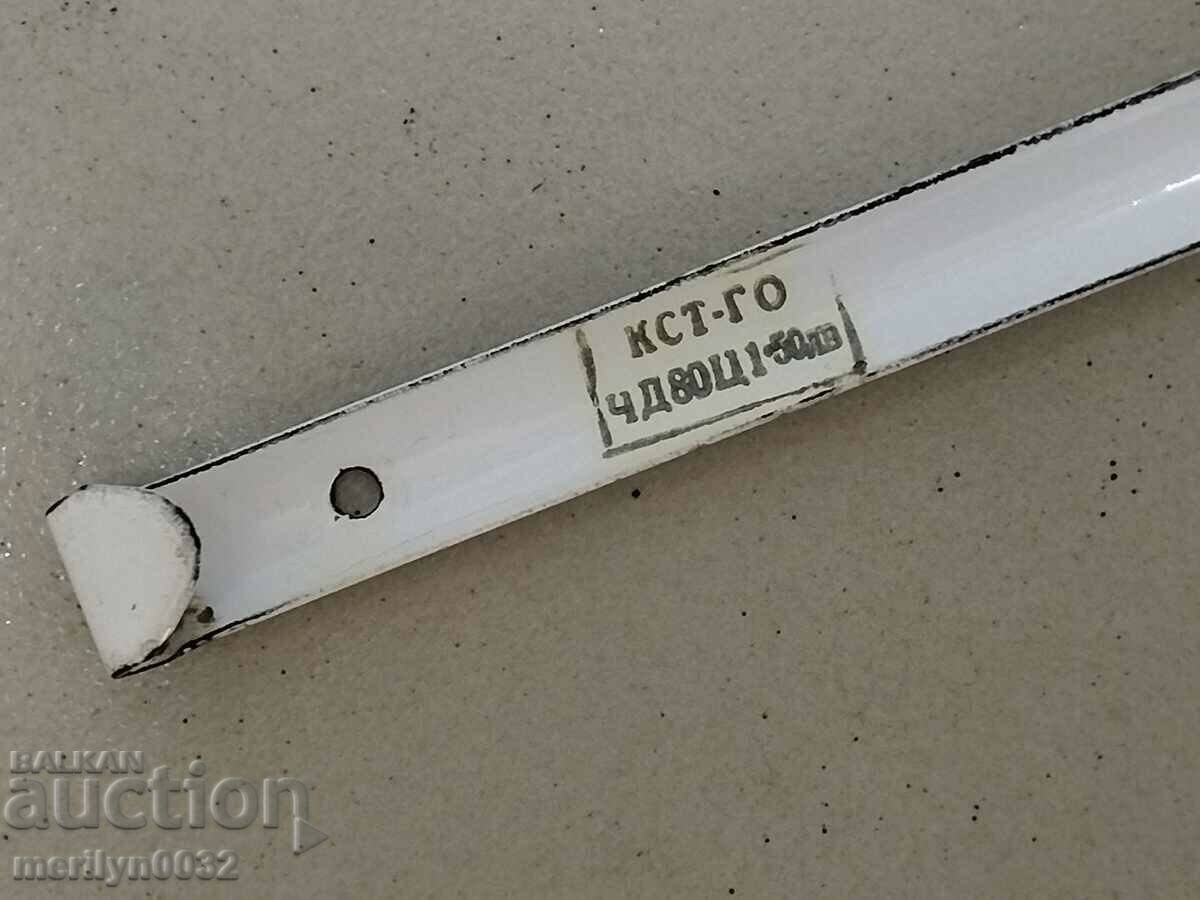 КСТ-ГО
ЧД80Ц1·50лв
BALKAN
auction
merilyn0032